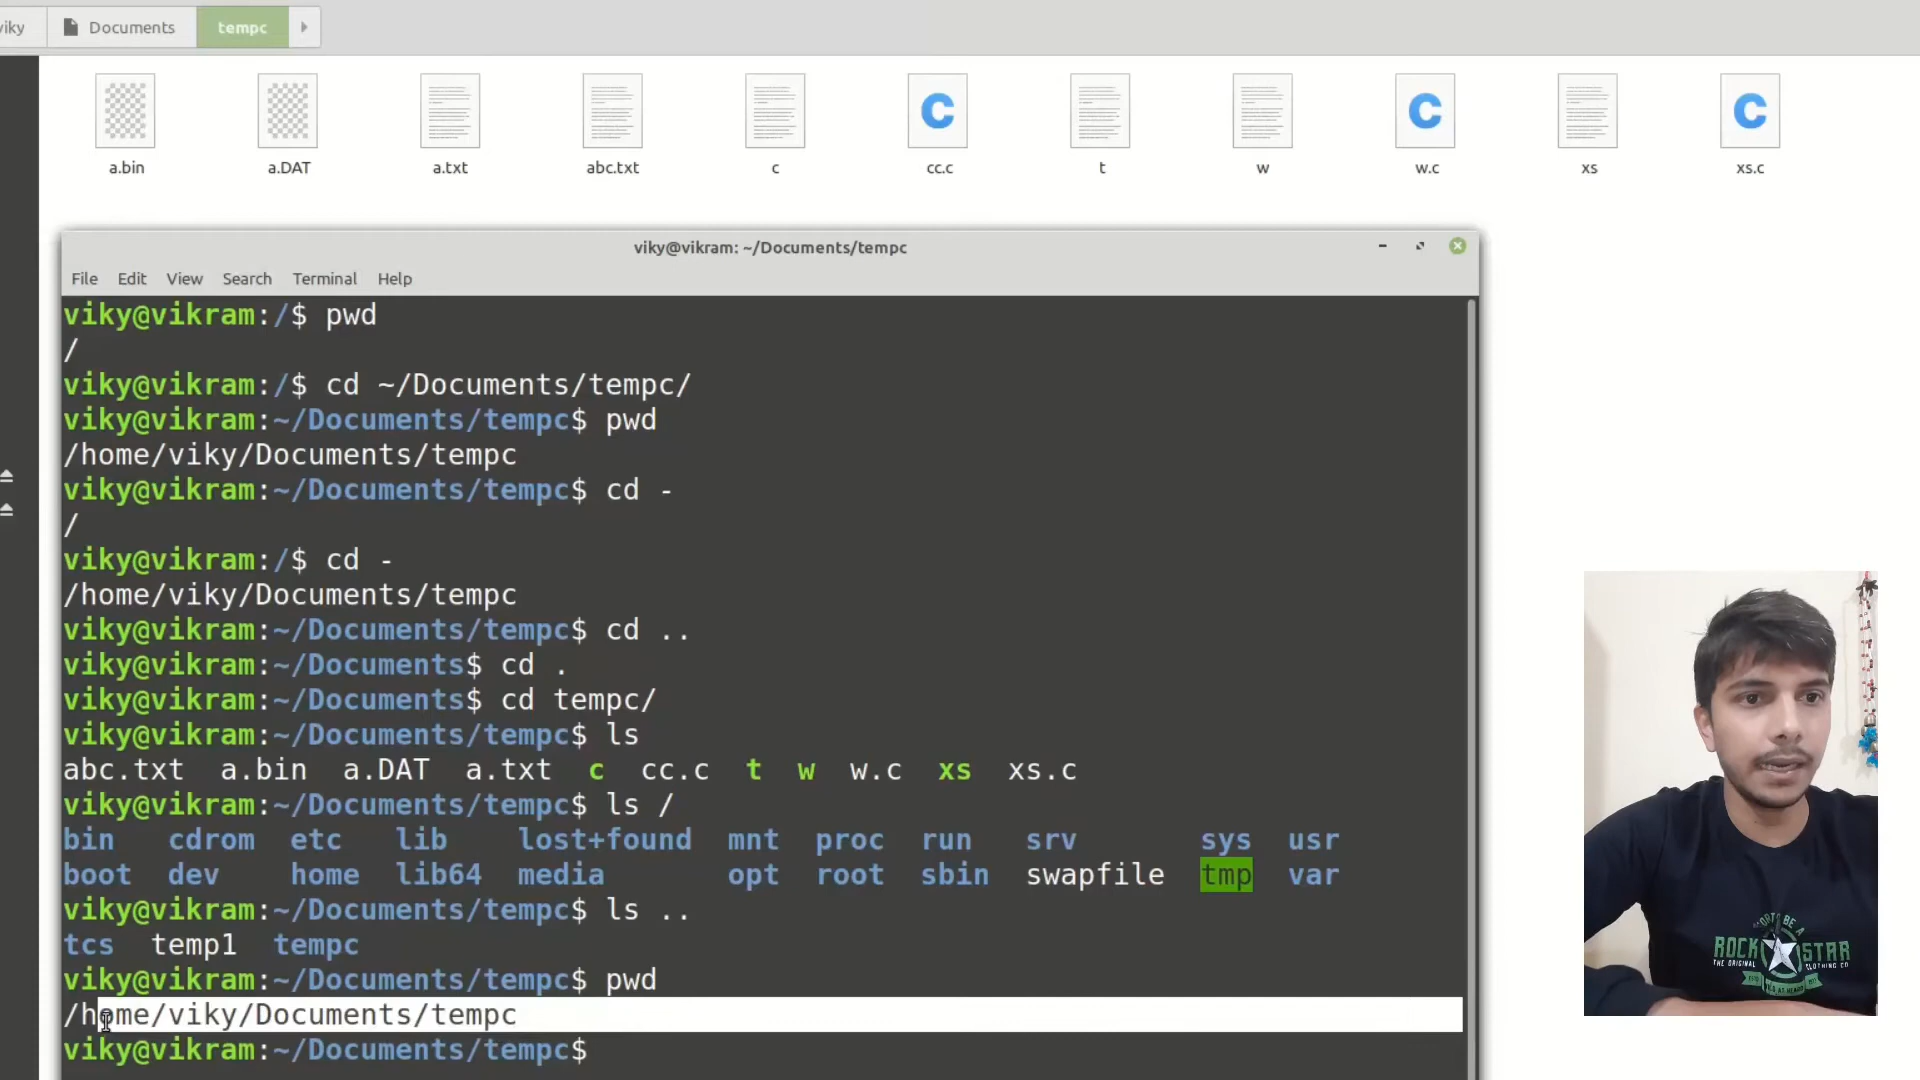 viky Documents tempc
a.bin a.DAT a.txt abc.txt c cc.c t w w.c xs xs.c
viky@vikram: ~/Documents/tempc
File Edit View Search Terminal Help
viky@vikram:/$ pwd
/
viky@vikram:/$ cd ~/Documents/tempc/
viky@vikram:~/Documents/tempc$ pwd
/home/viky/Documents/tempc
viky@vikram:~/Documents/tempc$ cd -
/
viky@vikram:/$ cd -
/home/viky/Documents/tempc
viky@vikram:~/Documents/tempc$ cd ..
viky@vikram:~/Documents$ cd .
viky@vikram:~/Documents$ cd tempc/
viky@vikram:~/Documents/tempc$ ls
abc.txt a.bin a.DAT a.txt c cc.c t w w.c xs xs.c
viky@vikram:~/Documents/tempc$ ls /
bin cdrom etc lib lost+found mnt proc run srv sys usr
boot dev home lib64 media opt root sbin swapfile tmp var
viky@vikram:~/Documents/tempc$ ls ..
tcs temp1 tempc
viky@vikram:~/Documents/tempc$ pwd
/home/viky/Documents/tempc
viky@vikram:~/Documents/tempc$
ROCK STAR
THE ORIGINAL CLOTHING CO